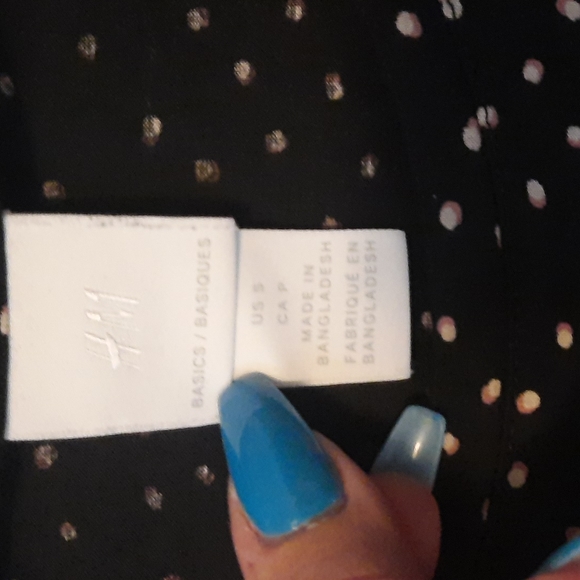 H&M
BASICS / BASIQUES
US S
CA P
MADE IN
BANGLADESH
FABRIQUÉ EN
BANGLADESH